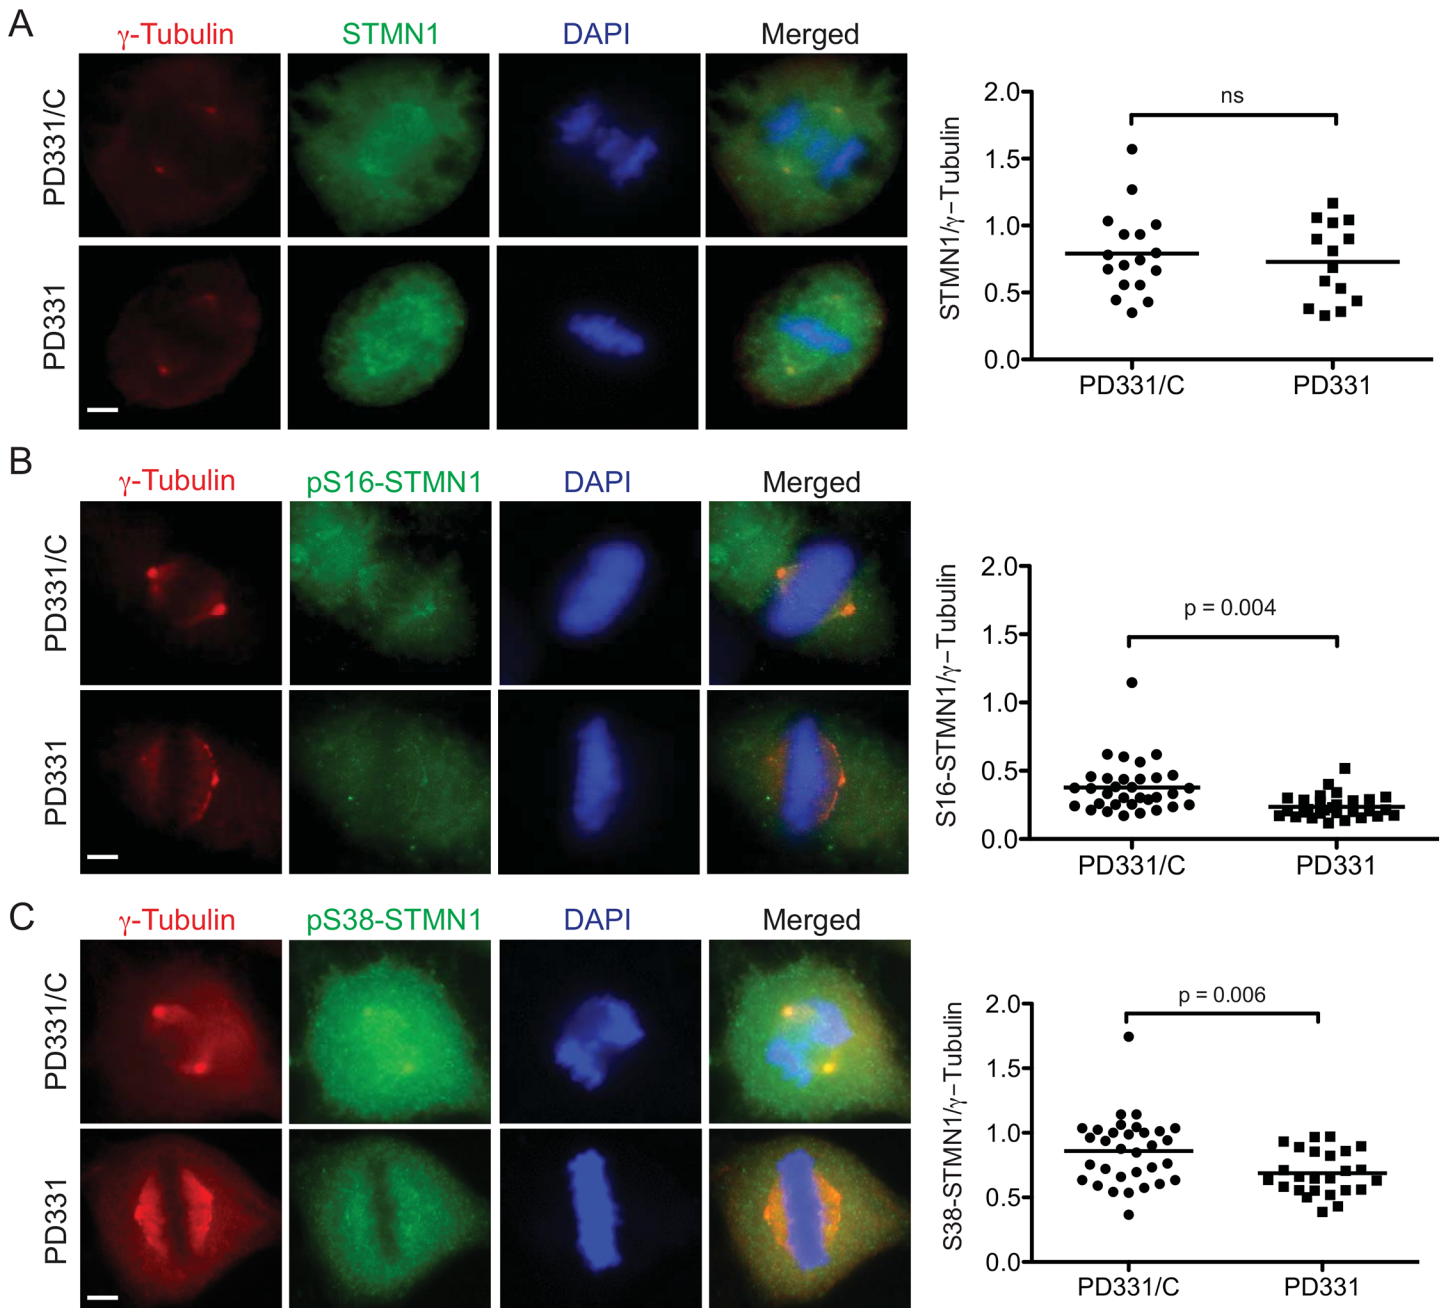 A
γ-Tubulin STMN1 DAPI Merged
PD331/C
PD331
2.0
1.5
1.0
0.5
0.0
STMN1/γ−Tubulin
ns
PD331/C PD331
B
γ-Tubulin pS16-STMN1 DAPI Merged
PD331/C
PD331
2.0
1.5
1.0
0.5
0.0
S16-STMN1/γ−Tubulin
p = 0.004
PD331/C PD331
C
γ-Tubulin pS38-STMN1 DAPI Merged
PD331/C
PD331
2.0
1.5
1.0
0.5
0.0
S38-STMN1/γ−Tubulin
p = 0.006
PD331/C PD331